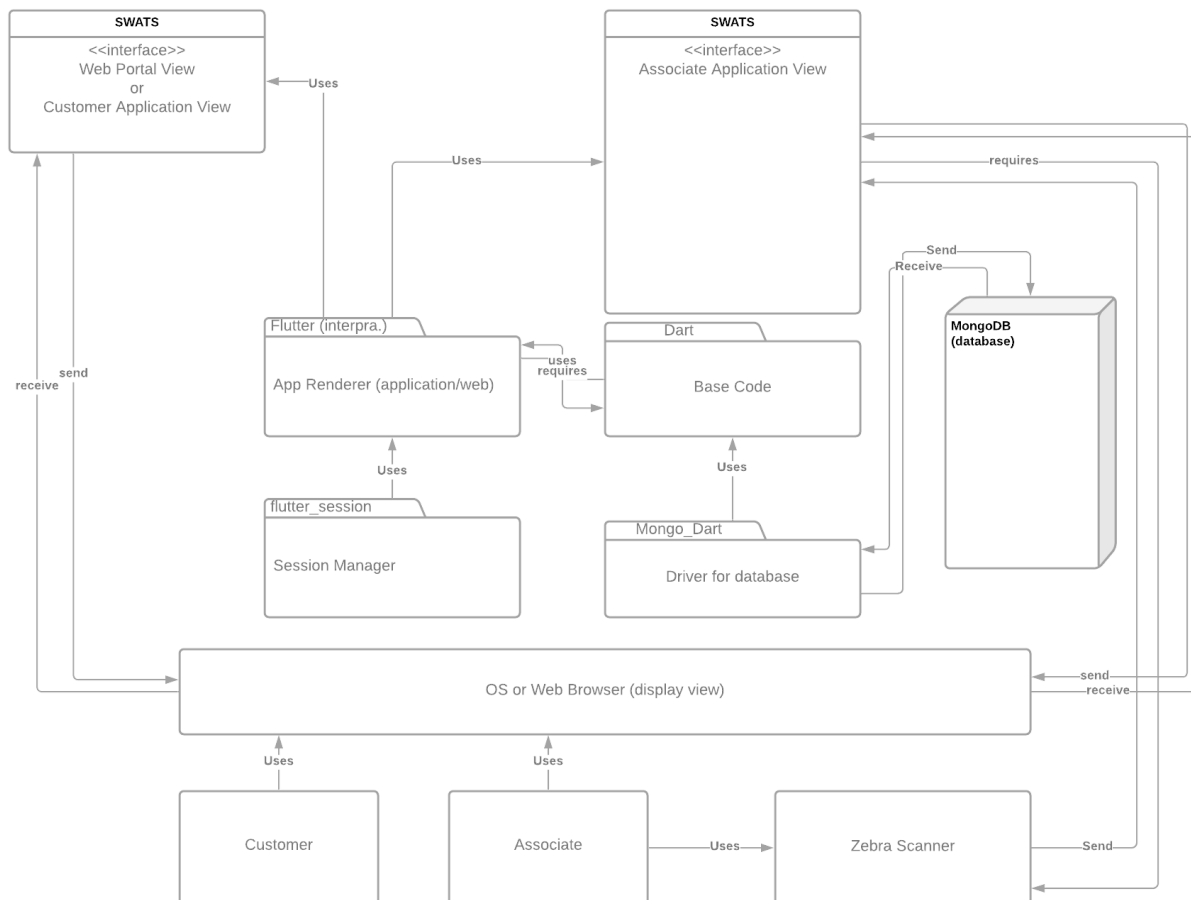 SWATS
<<interface>>
Web Portal View
or
Customer Application View
SWATS
<<interface>>
Associate Application View
Uses
Uses
requires
Send
Receive
MongoDB
(database)
Flutter (interpra.)
App Renderer (application/web)
uses
requires
Dart
Base Code
receive
send
Uses
Uses
flutter_session
Session Manager
Mongo_Dart
Driver for database
OS or Web Browser (display view)
send
receive
Uses
Uses
Customer
Associate
Uses
Zebra Scanner
Send